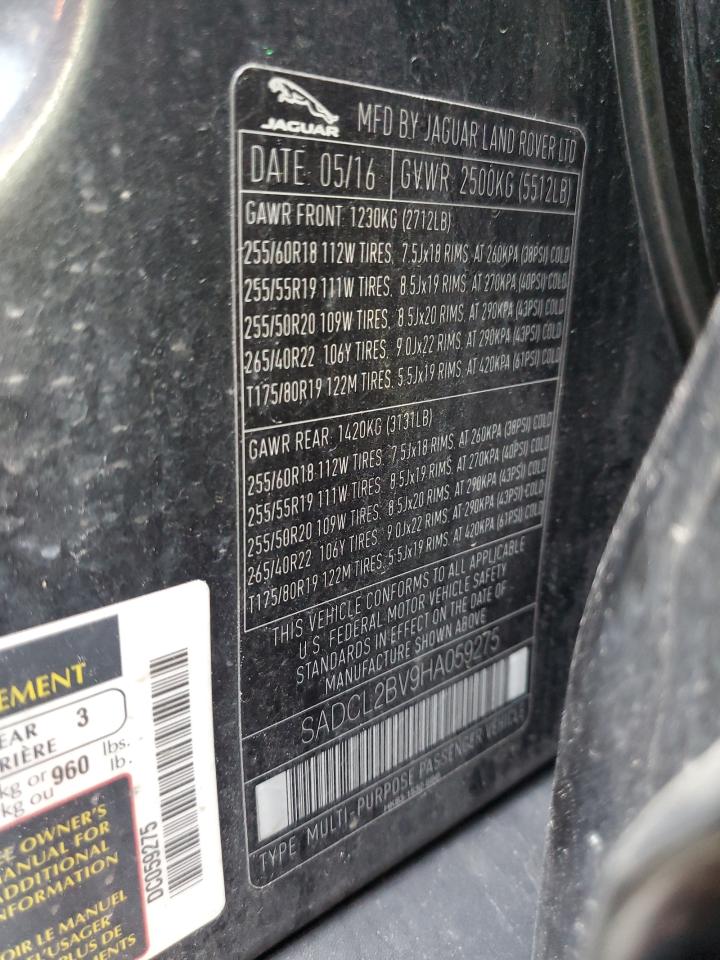 JAGUAR
MFD BY JAGUAR LAND ROVER LTD
DATE: 05/16 GVWR 2500KG (5512LB)
GAWR FRONT: 1230KG (2712LB)
255/60R18 112W TIRES, 7.5Jx18 RIMS, AT 260KPA (38PSI) COLD
255/55R19 111W TIRES, 8.5Jx19 RIMS, AT 270KPA (40PSI) COLD
255/50R20 109W TIRES, 8.5Jx20 RIMS, AT 290KPA (43PSI) COLD
265/40R22 106Y TIRES, 9.0Jx22 RIMS, AT 290KPA (43PSI) COLD
T175/80R19 122M TIRES, 5.5Jx19 RIMS, AT 420KPA (61PSI) COLD
GAWR REAR: 1420KG (3131LB)
255/60R18 112W TIRES, 7.5Jx18 RIMS, AT 260KPA (38PSI) COLD
255/55R19 111W TIRES, 8.5Jx19 RIMS, AT 270KPA (40PSI) COLD
255/50R20 109W TIRES, 8.5Jx20 RIMS, AT 290KPA (43PSI) COLD
265/40R22 106Y TIRES, 9.0Jx22 RIMS, AT 290KPA (43PSI) COLD
T175/80R19 122M TIRES, 5.5Jx19 RIMS, AT 420KPA (61PSI) COLD
THIS VEHICLE CONFORMS TO ALL APPLICABLE
U.S. FEDERAL MOTOR VEHICLE SAFETY
STANDARDS IN EFFECT ON THE DATE OF
MANUFACTURE SHOWN ABOVE
SADCL2BV9HA059275
TYPE: MULTI-PURPOSE PASSENGER VEHICLE
EMENT
EAR 3
RIÈRE
kg or 960 lbs.
kg ou lb.
E OWNER'S
ANUAL FOR
ADDITIONAL
NFORMATION
OIR LE MANUEL
L'USAGER
PLUS DE
MENTS
DC059275